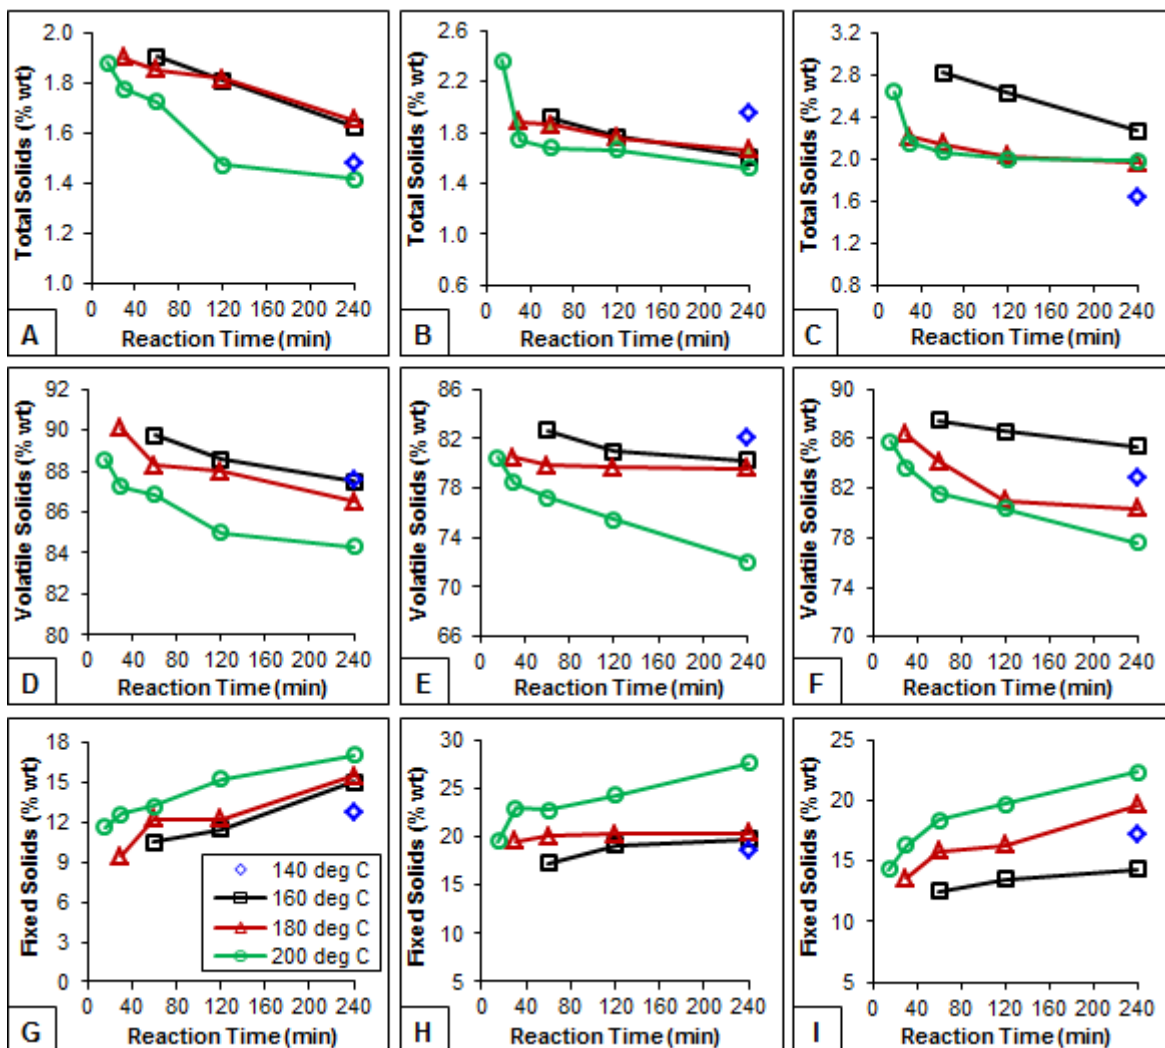 2.0
1.8
1.6
1.4
1.2
1.0
Total Solids (% wt)
0 40 80 120 160 200 240
Reaction Time (min)
A
2.6
2.2
1.8
1.4
1.0
0.6
Total Solids (% wt)
0 40 80 120 160 200 240
Reaction Time (min)
B
3.2
2.8
2.4
2.0
1.6
1.2
0.8
Total Solids (% wt)
0 40 80 120 160 200 240
Reaction Time (min)
C
92
90
88
86
84
82
80
Volatile Solids (% wt)
0 40 80 120 160 200 240
Reaction Time (min)
D
86
82
78
74
70
66
Volatile Solids (% wt)
0 40 80 120 160 200 240
Reaction Time (min)
E
90
86
82
78
74
70
Volatile Solids (% wt)
0 40 80 120 160 200 240
Reaction Time (min)
F
18
15
12
9
6
3
0
Fixed Solids (% wt)
140 deg C
160 deg C
180 deg C
200 deg C
0 40 80 120 160 200 240
Reaction Time (min)
G
30
25
20
15
10
5
Fixed Solids (% wt)
0 40 80 120 160 200 240
Reaction Time (min)
H
25
20
15
10
5
Fixed Solids (% wt)
0 40 80 120 160 200 240
Reaction Time (min)
I